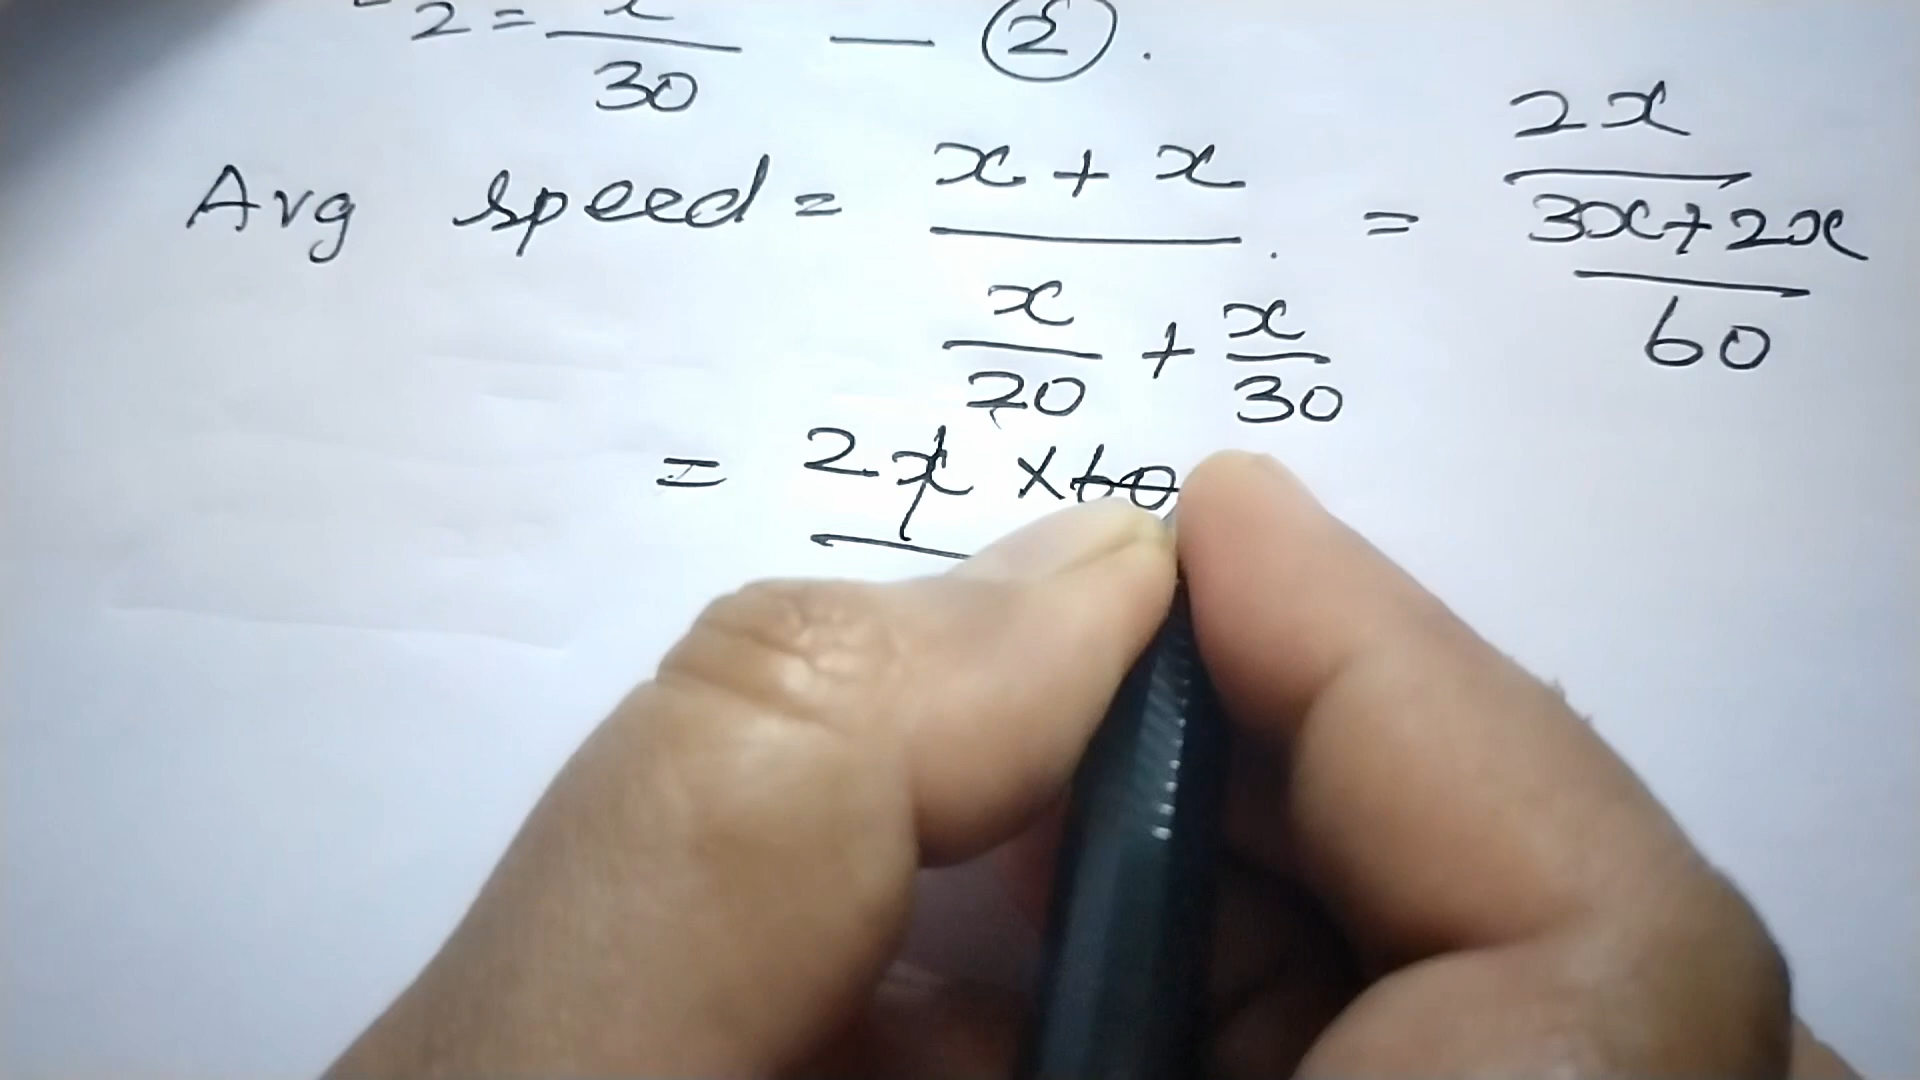 2 = x/30 — ②.
Avg speed = (x + x)/(x/20 + x/30) = 2x/((3x+2x)/60)
= 2x × 60